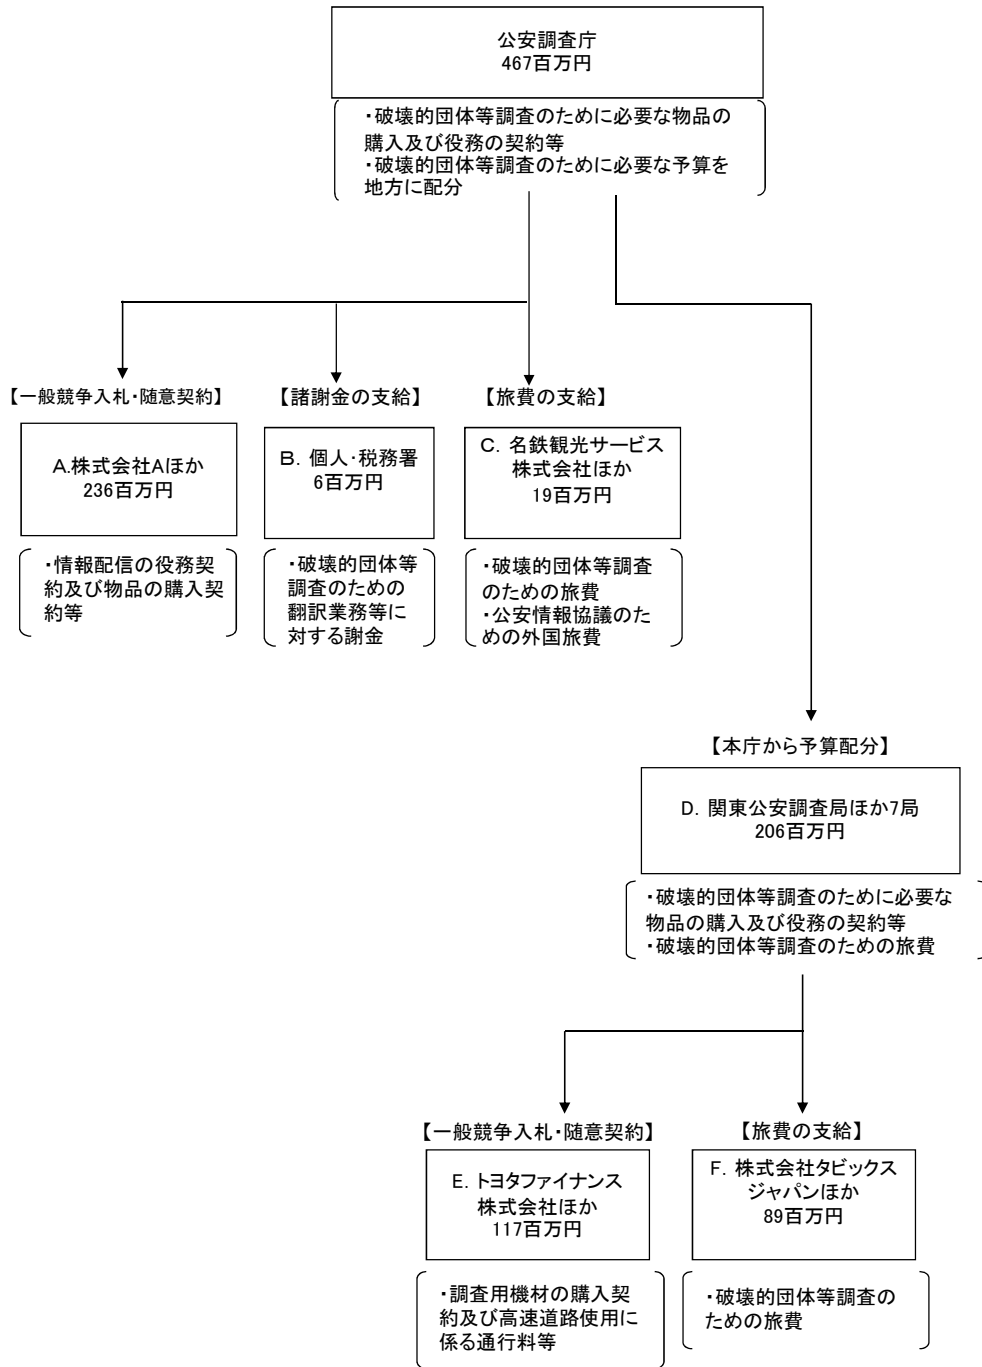 公安調査庁
467百万円
・破壊的団体等調査のために必要な物品の
購入及び役務の契約等
・破壊的団体等調査のために必要な予算を
地方に配分
【一般競争入札・随意契約】
【諸謝金の支給】
【旅費の支給】
A.株式会社Aほか
236百万円
B. 個人・税務署
6百万円
C. 名鉄観光サービス
株式会社ほか
19百万円
・情報配信の役務契
約及び物品の購入契
約等
・破壊的団体等
調査のための
翻訳業務等に
対する謝金
・破壊的団体等調査
のための旅費
・公安情報協議のた
めの外国旅費
【本庁から予算配分】
D. 関東公安調査局ほか7局
206百万円
・破壊的団体等調査のために必要な
物品の購入及び役務の契約等
・破壊的団体等調査のための旅費
【一般競争入札・随意契約】
【旅費の支給】
E. トヨタファイナンス
株式会社ほか
117百万円
F. 株式会社タビックス
ジャパンほか
89百万円
・調査用機材の購入契
約及び高速道路使用に
係る通行料等
・破壊的団体等調査の
ための旅費